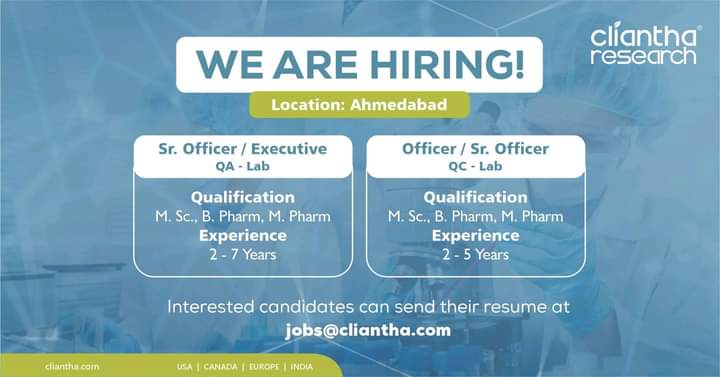 cliantha
research
WE ARE HIRING!
Location: Ahmedabad
Sr. Officer / Executive
QA - Lab
Qualification
M. Sc., B. Pharm, M. Pharm
Experience
2 - 7 Years
Officer / Sr. Officer
QC - Lab
Qualification
M. Sc., B. Pharm, M. Pharm
Experience
2 - 5 Years
Interested candidates can send their resume at
jobs@cliantha.com
cliantha.com
USA | CANADA | EUROPE | INDIA